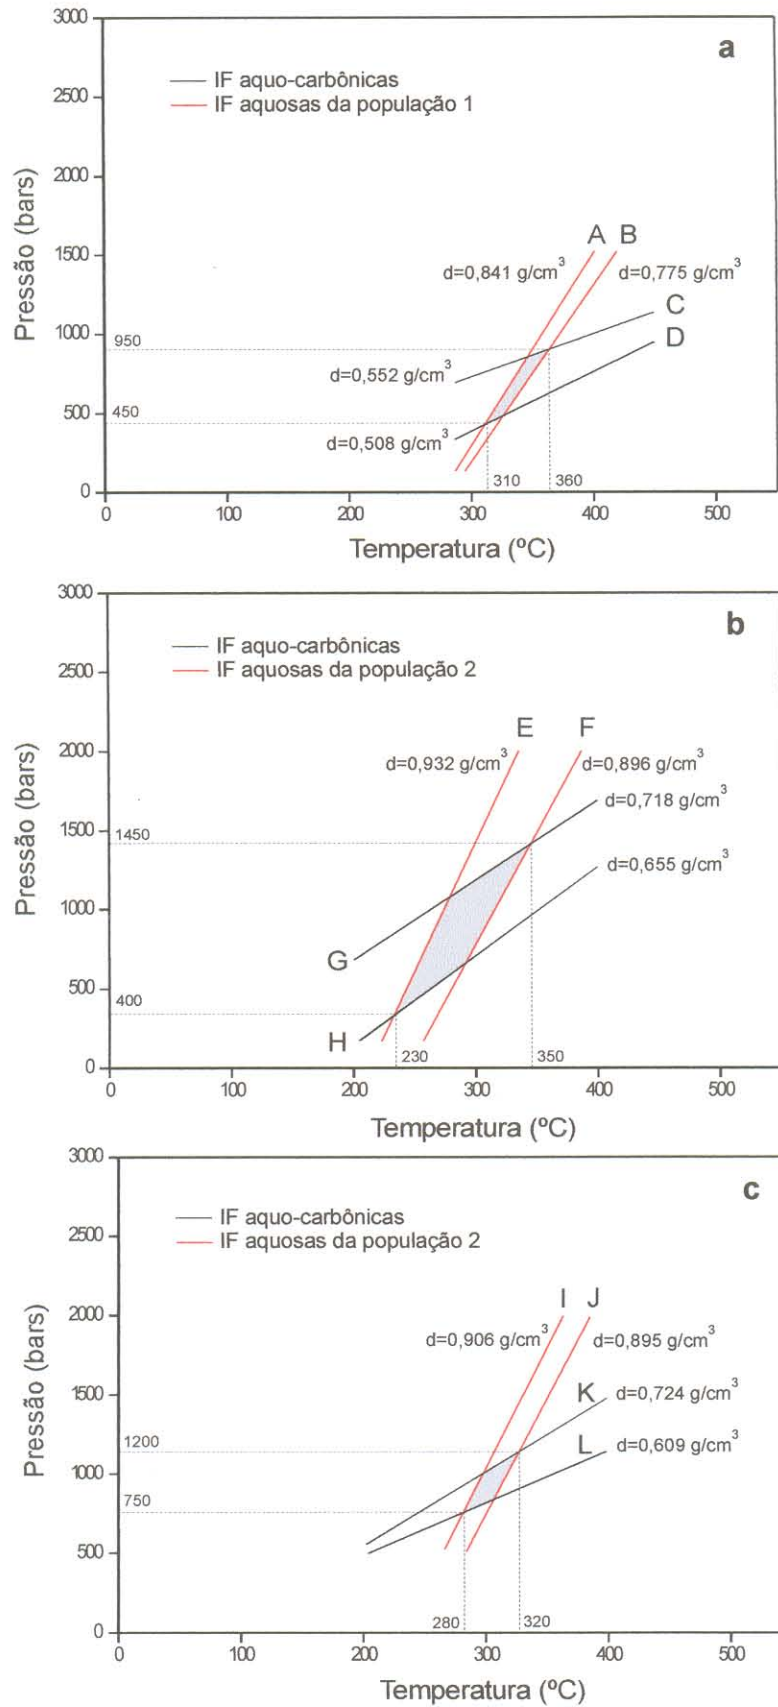 3000
a
IF aquo-carbônicas
IF aquosas da população 1
2500
2000
1500
A B
d=0,841 g/cm³
d=0,775 g/cm³
C
1000
950
D
d=0,552 g/cm³
500
450
d=0,508 g/cm³
310 360
0
0 100 200 300 400 500
Pressão (bars)
Temperatura (ºC)
3000
b
IF aquo-carbônicas
IF aquosas da população 2
2500
2000
E F
d=0,932 g/cm³
d=0,896 g/cm³
d=0,718 g/cm³
1500
1450
d=0,655 g/cm³
1000
G
500
400
H
230 350
0
0 100 200 300 400 500
Pressão (bars)
Temperatura (ºC)
3000
c
IF aquo-carbônicas
IF aquosas da população 2
2500
2000
I J
d=0,906 g/cm³
d=0,895 g/cm³
1500
K
d=0,724 g/cm³
1200
L
d=0,609 g/cm³
1000
750
500
280 320
0
0 100 200 300 400 500
Pressão (bars)
Temperatura (ºC)